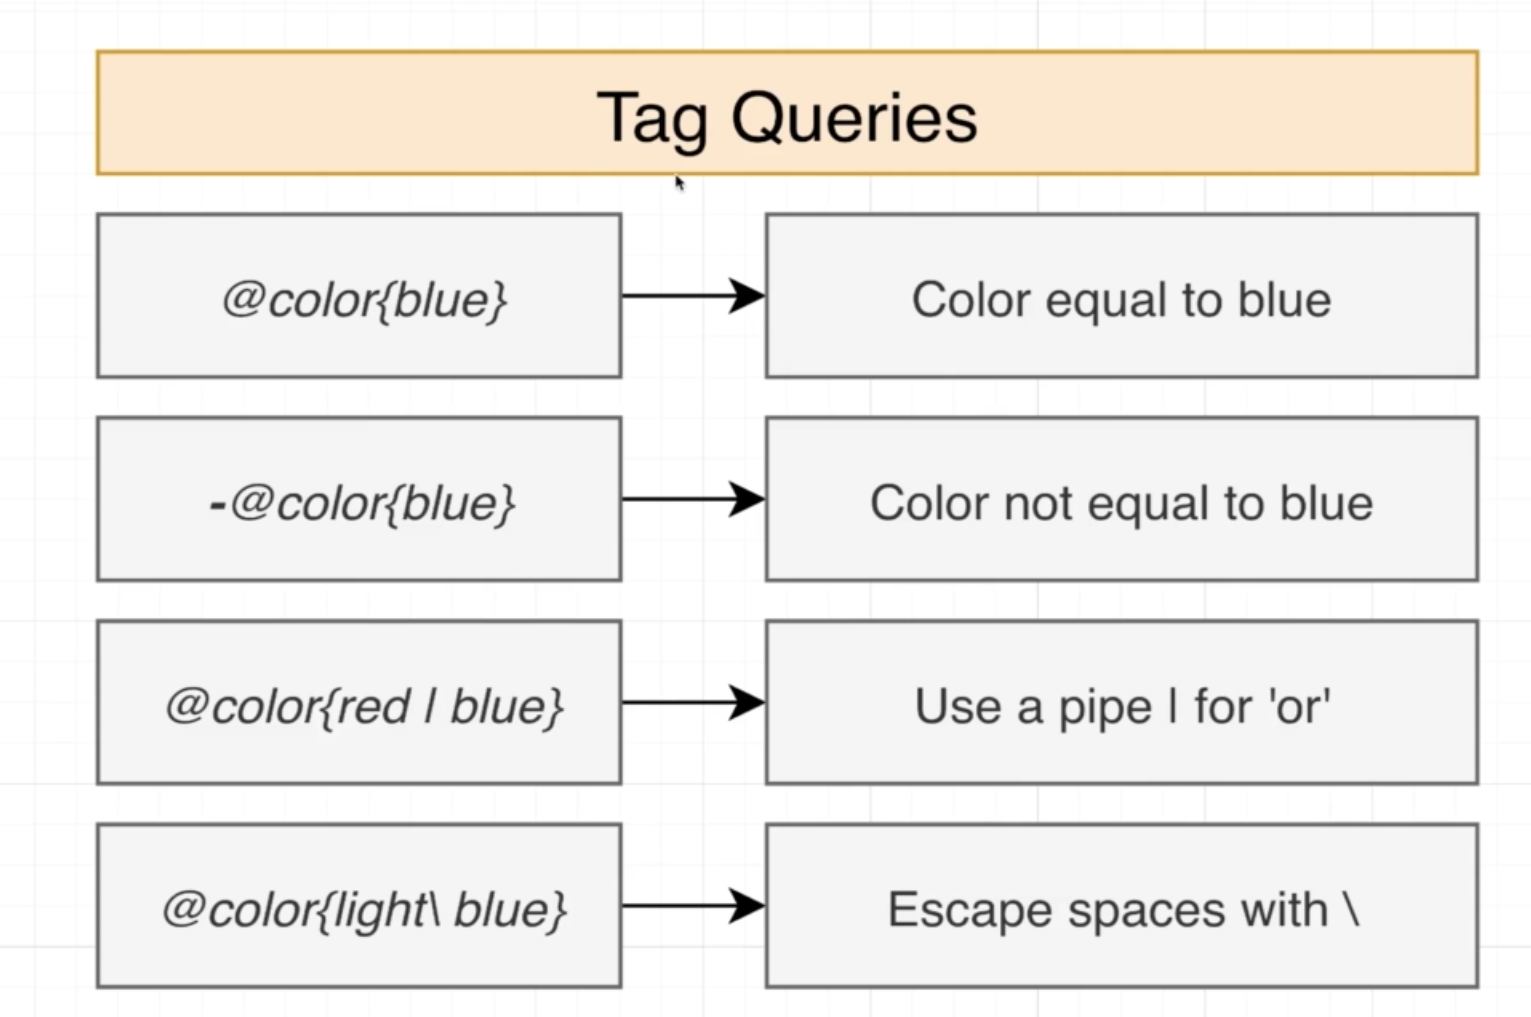 Tag Queries
@color{blue}
Color equal to blue
-@color{blue}
Color not equal to blue
@color{red | blue}
Use a pipe | for 'or'
@color{light\ blue}
Escape spaces with \